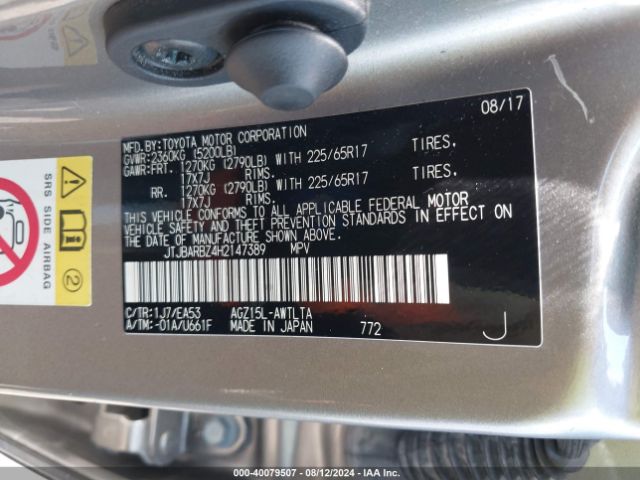 08/17
MFD. BY:TOYOTA MOTOR CORPORATION
GVWR:2360KG (5200LB)
GAWR:FRT. 1270KG (2790LB) WITH 225/65R17 TIRES,
17X7J RIMS.
RR. 1270KG (2790LB) WITH 225/65R17 TIRES,
17X7J RIMS.
THIS VEHICLE CONFORMS TO ALL APPLICABLE FEDERAL MOTOR
VEHICLE SAFETY AND THEFT PREVENTION STANDARDS IN EFFECT ON
THE DATE OF MANUFACTURE SHOWN ABOVE.
JTJBARBZ4H2147389 MPV
C/TR:1J7/EA53 AGZ15L-AWTLTA
A/TM:-01A/U661F MADE IN JAPAN 772
J
SRS SIDE AIRBAG
2
000-40079507 - 08/12/2024 - IAA Inc.